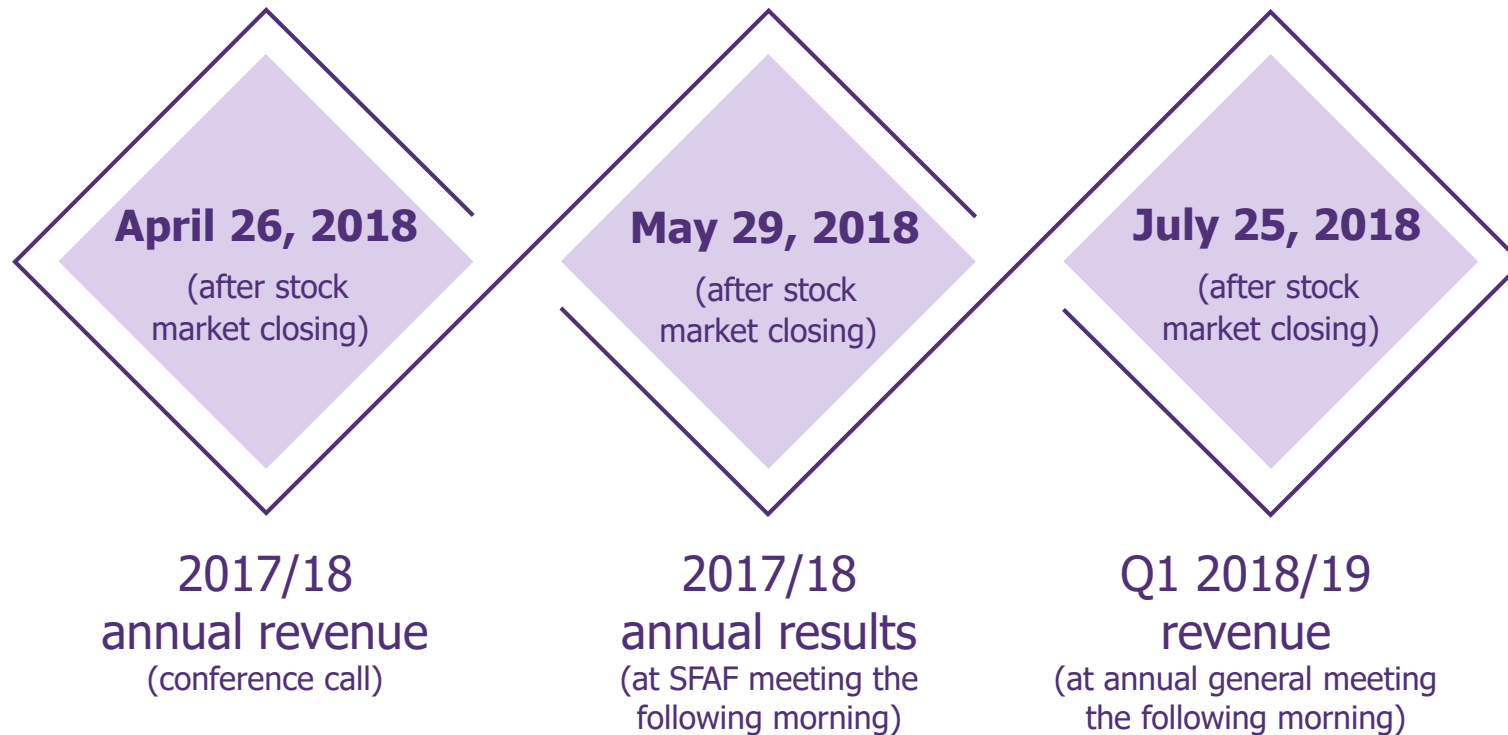 April 26, 2018
(after stock
market closing)
2017/18
annual revenue
(conference call)
May 29, 2018
(after stock
market closing)
2017/18
annual results
(at SFAF meeting the
following morning)
July 25, 2018
(after stock
market closing)
Q1 2018/19
revenue
(at annual general meeting
the following morning)